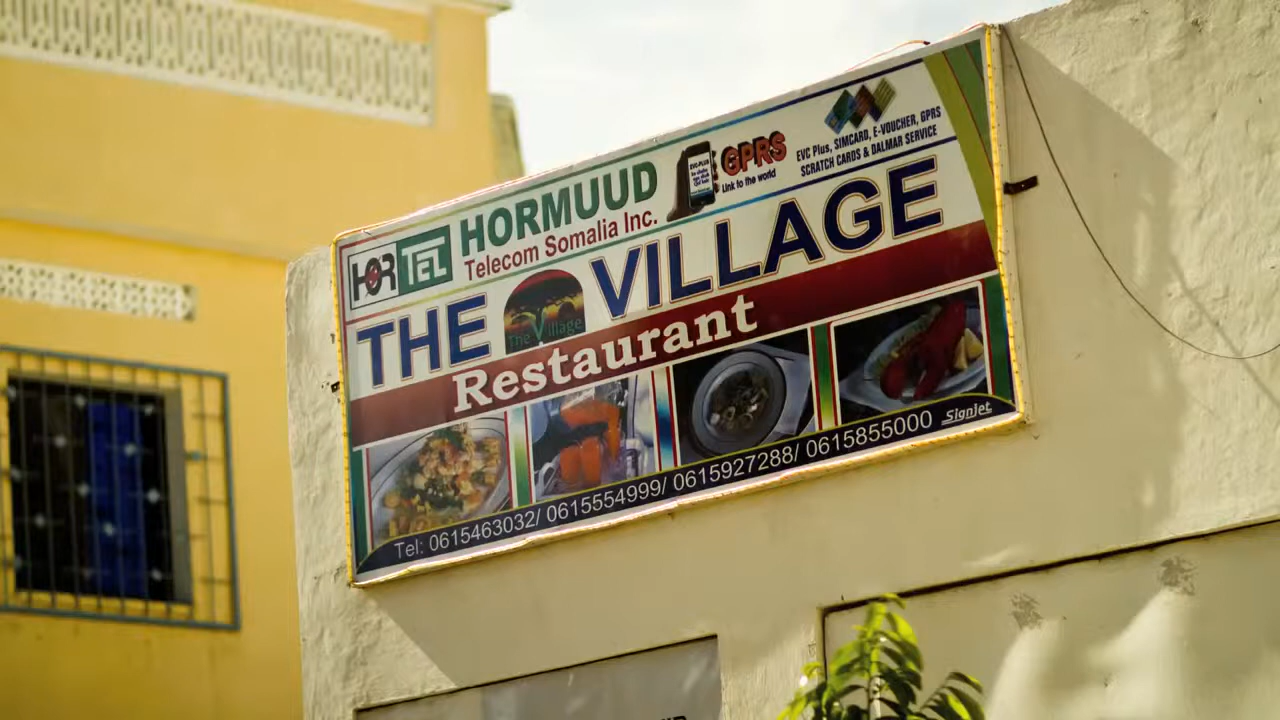 HOR TEL
HORMUUD
Telecom Somalia Inc.
GPRS
Link to the world
EVC Plus, SIMCARD, E-VOUCHER, GPRS
SCRATCH CARDS & DALMAR SERVICE
THE VILLAGE
The Village
Restaurant
Tel: 0615463032/ 0615554999/ 0615927288/ 0615855000
Signjet